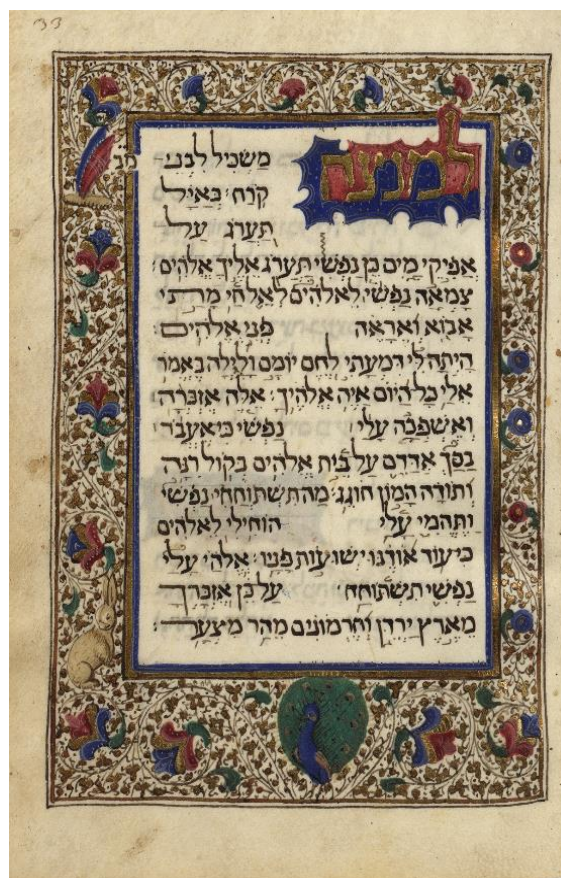 33
למנצח משכיל לבני
מב
קרח: כאיל
תערג על
אפיקי מים כן נפשי תערג אליך אלהים:
צמאה נפשי לאלהים לאל חי מתי
אבוא ואראה פני אלהים:
היתה לי דמעתי לחם יומם ולילה באמר
אלי כל היום איה אלהיך: אלה אזכרה
ואשפכה עלי נפשי כי אעבר
בסך אדדם על בית אלהים בקול רנה
ותודה המון חוגג: מה תשתוחחי נפשי
ותהמי עלי הוחילי לאלהים
כי עוד אודנו ישועות פניו: אלהי עלי
נפשי תשתוחח על כן אזכרך
מארץ ירדן וחרמונים מהר מצער: